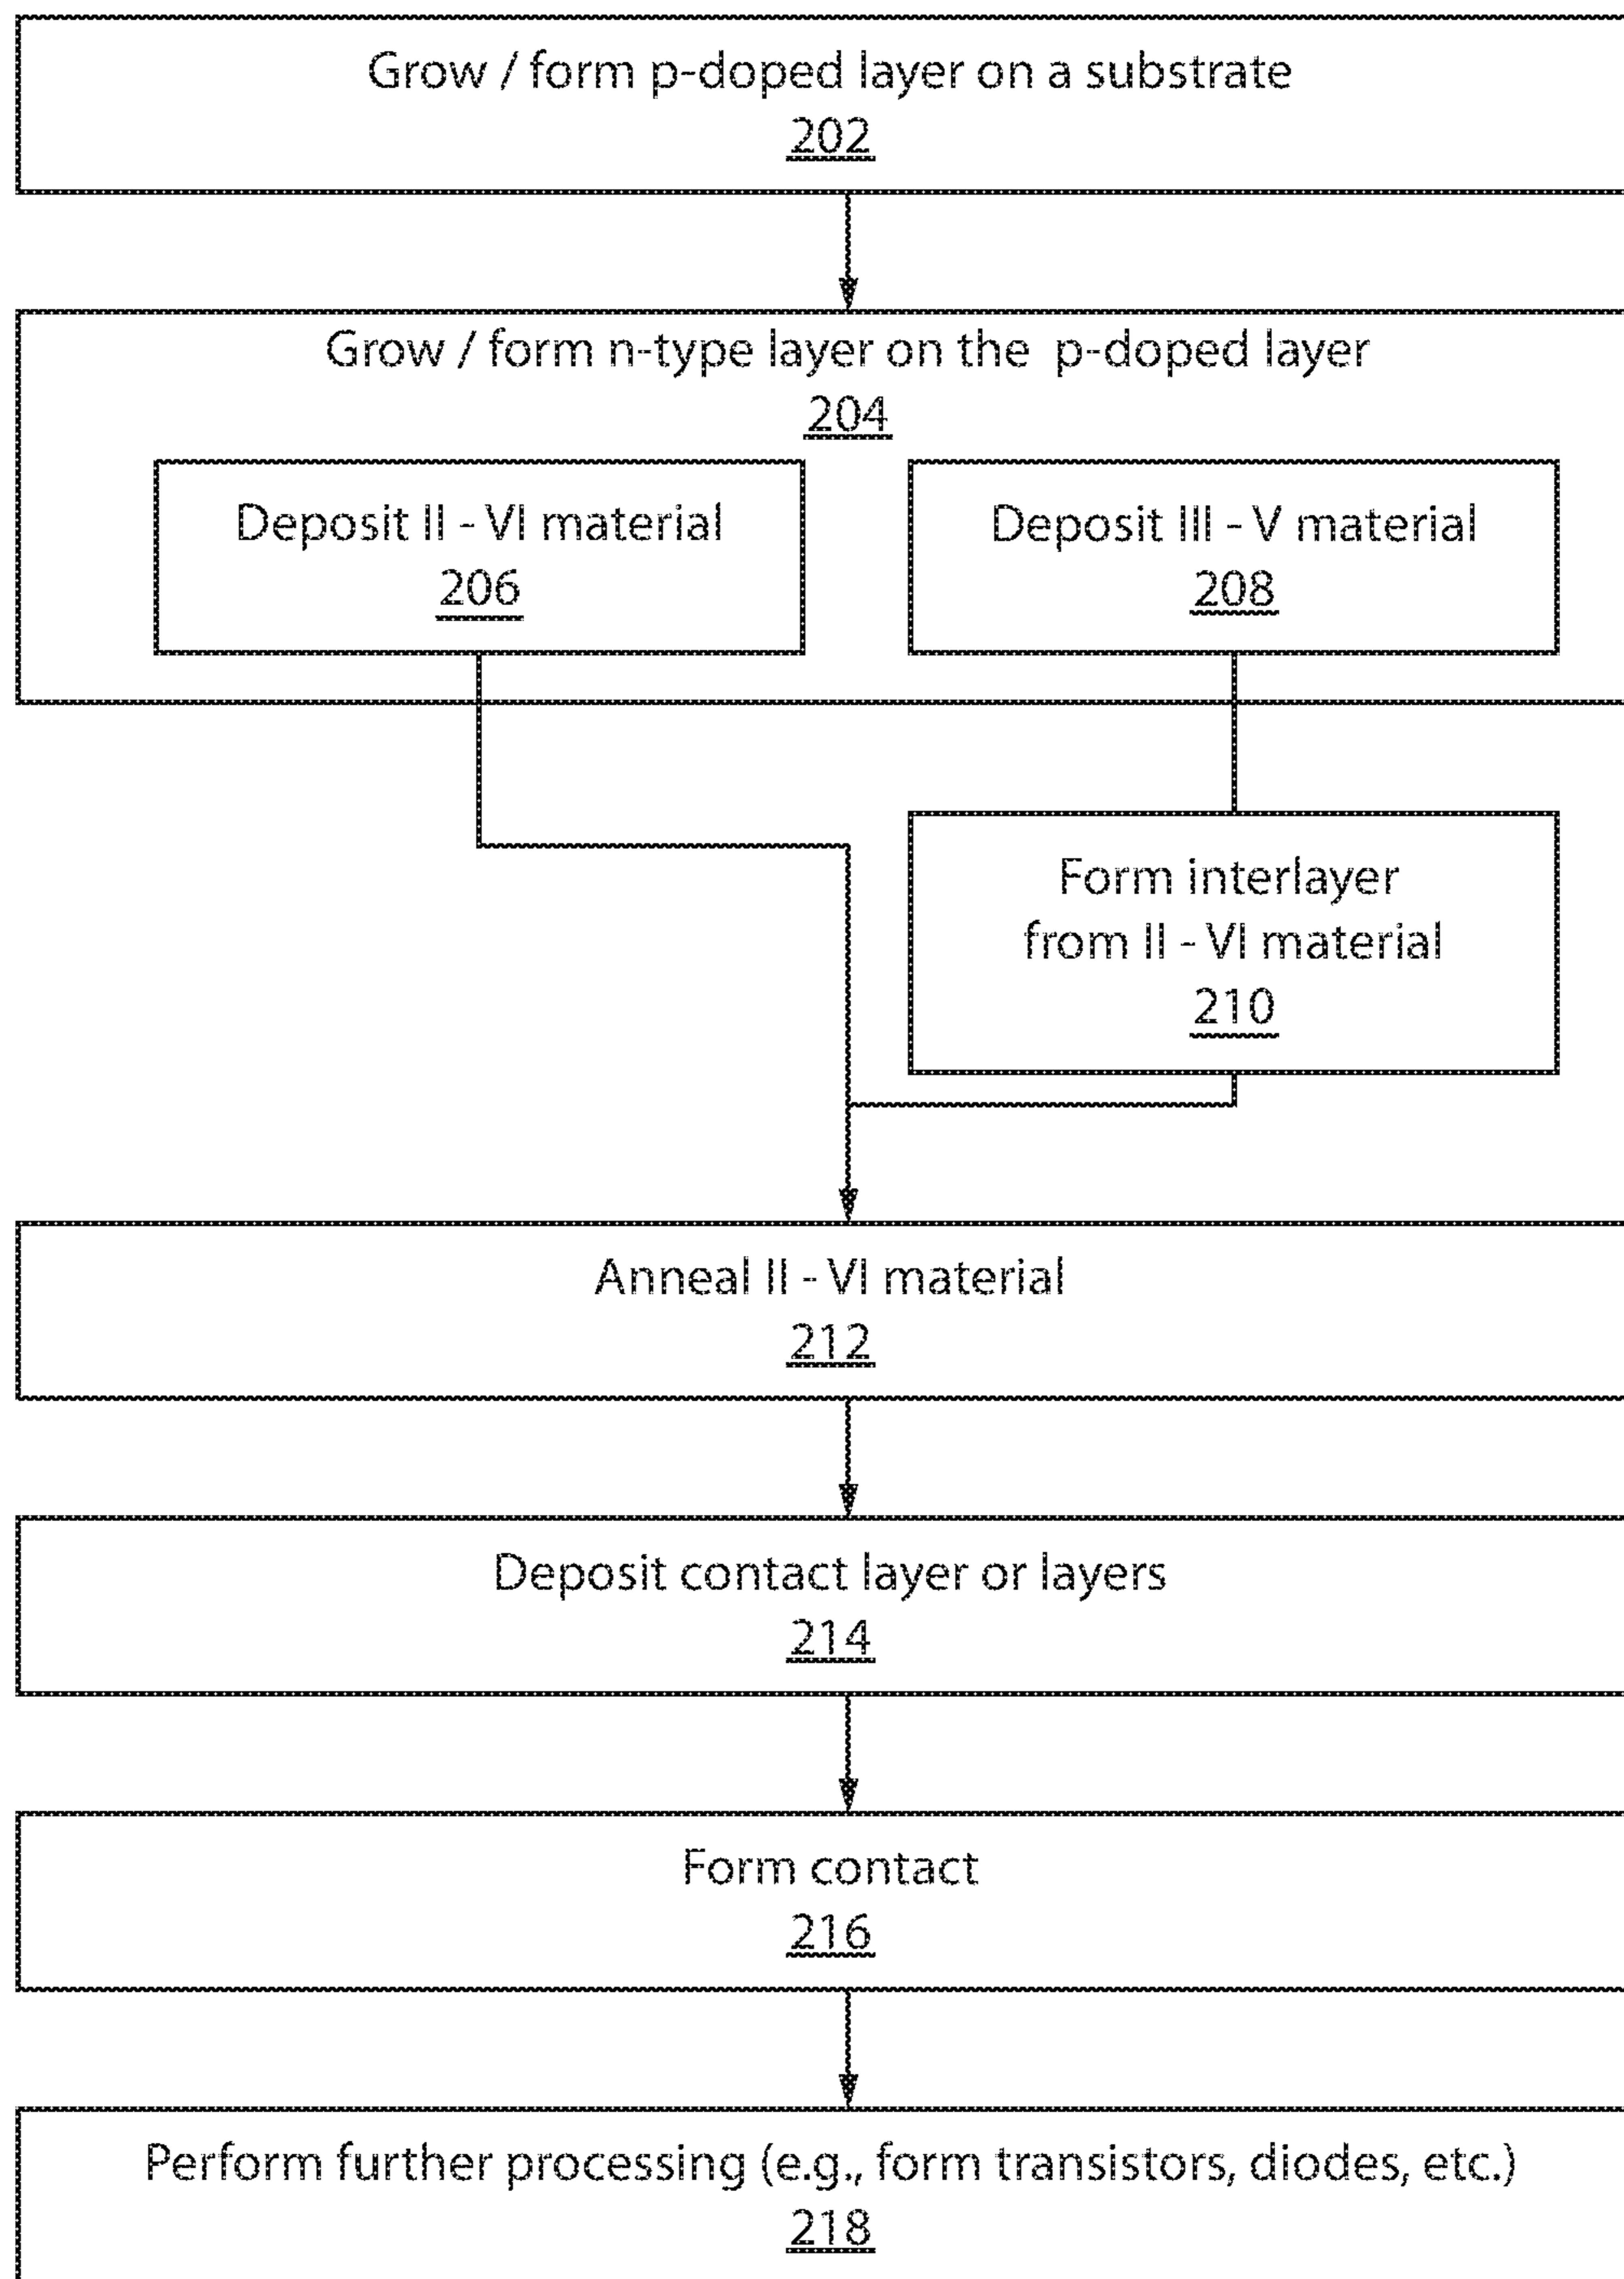 Grow / form p-doped layer on a substrate
202
Grow / form n-type layer on the p-doped layer
204
Deposit II - VI material
206
Deposit III - V material
208
Form interlayer
from II - VI material
210
Anneal II - VI material
212
Deposit contact layer or layers
214
Form contact
216
Perform further processing (e.g., form transistors, diodes, etc.)
218